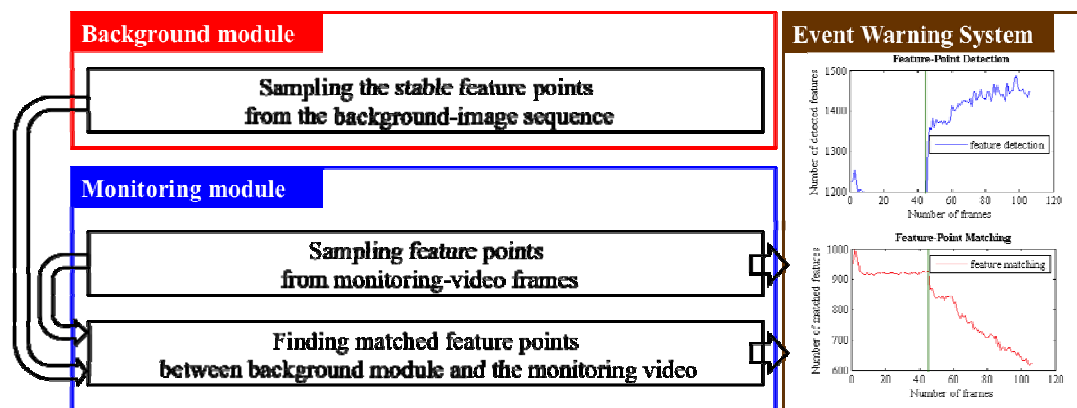 Background module
Sampling the stable feature points
from the background-image sequence
Monitoring module
Sampling feature points
from monitoring-video frames
Finding matched feature points
between background module and the monitoring video
Event Warning System
Feature-Point Detection
Number of detected features
1500
1400
1300
1200
feature detection
0 20 40 60 80 100 120
Number of frames
Feature-Point Matching
Number of matched features
1000
900
800
700
600
feature matching
0 20 40 60 80 100 120
Number of frames